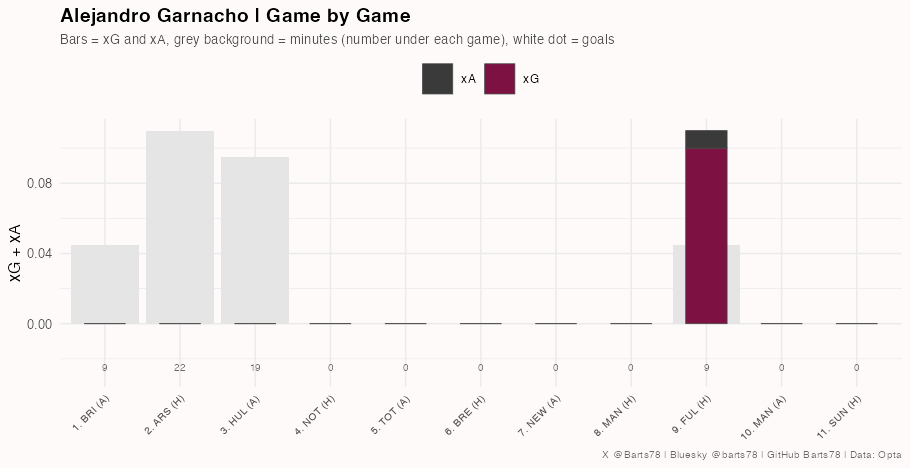 Alejandro Garnacho | Game by Game
Bars = xG and xA, grey background = minutes (number under each game), white dot = goals
xA xG
xG + xA
0.08
0.04
0.00
9 22 19 0 0 0 0 0 9 0 0
1. BRI (A) 2. ARS (H) 3. HUL (A) 4. NOT (H) 5. TOT (A) 6. BRE (H) 7. NEW (A) 8. MAN (H) 9. FUL (H) 10. MAN (A) 11. SUN (H)
X @Barts78 | Bluesky @barts78 | GitHub Barts78 | Data: Opta